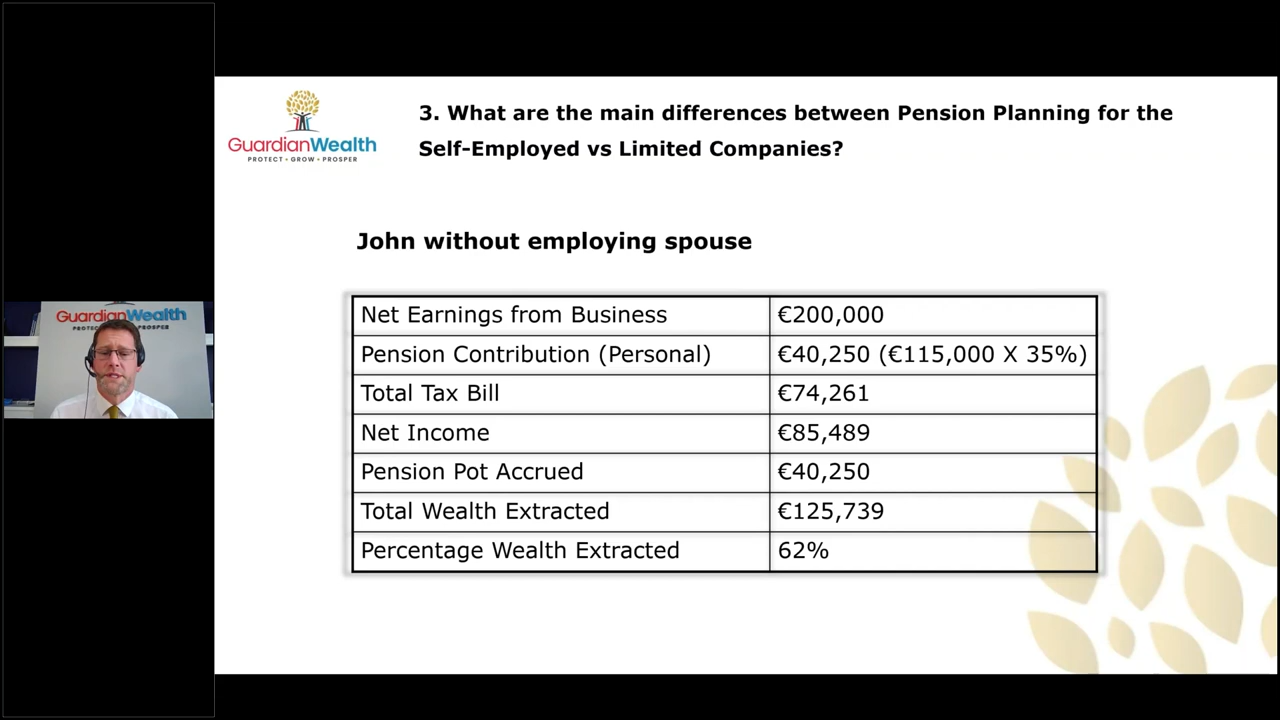 GuardianWealth
PROTECT • GROW • PROSPER
3. What are the main differences between Pension Planning for the
Self-Employed vs Limited Companies?
John without employing spouse
Net Earnings from Business €200,000
Pension Contribution (Personal) €40,250 (€115,000 X 35%)
Total Tax Bill €74,261
Net Income €85,489
Pension Pot Accrued €40,250
Total Wealth Extracted €125,739
Percentage Wealth Extracted 62%
GuardianWealth
PROSPER